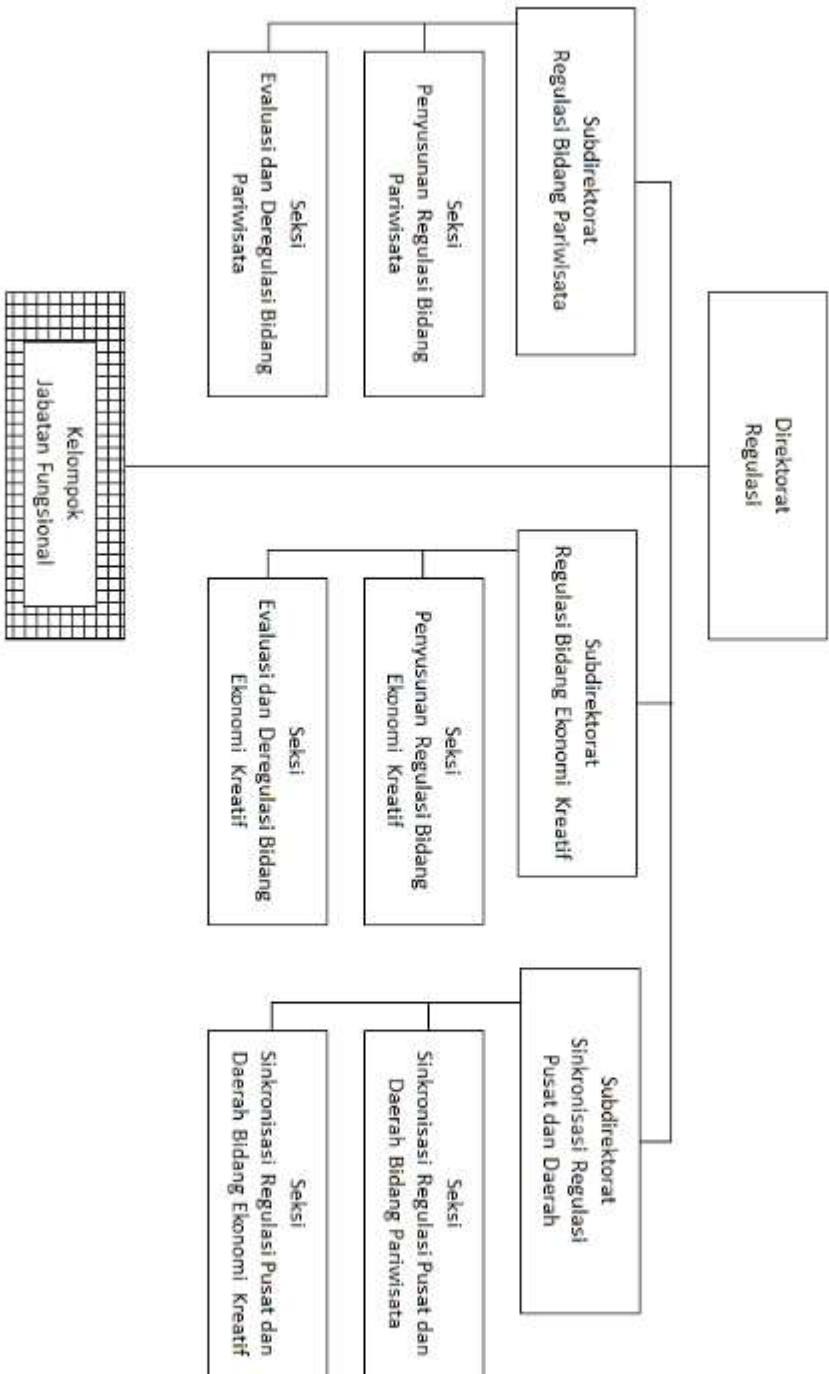 Direktorat
Regulasi
Subdirektorat
Regulasi Bidang Pariwisata
Seksi
Penyusunan Regulasi Bidang
Pariwisata
Seksi
Evaluasi dan Deregulasi Bidang
Pariwisata
Subdirektorat
Regulasi Bidang Ekonomi Kreatif
Seksi
Penyusunan Regulasi Bidang
Ekonomi Kreatif
Seksi
Evaluasi dan Deregulasi Bidang
Ekonomi Kreatif
Subdirektorat
Sinkronisasi Regulasi
Pusat dan Daerah
Seksi
Sinkronisasi Regulasi Pusat dan
Daerah Bidang Pariwisata
Seksi
Sinkronisasi Regulasi Pusat dan
Daerah Bidang Ekonomi Kreatif
Kelompok
Jabatan Fungsional